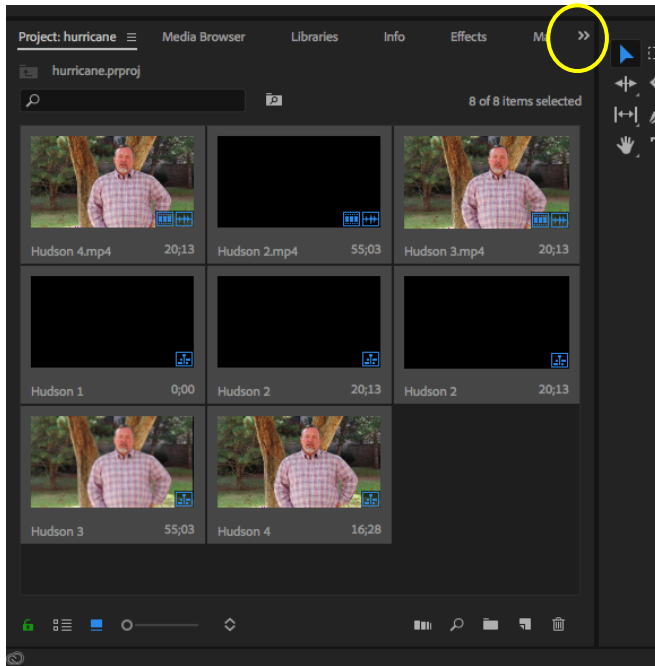 Project: hurricane Media Browser Libraries Info Effects
hurricane.prproj
8 of 8 items selected
Hudson 4.mp4 20;13 Hudson 2.mp4 55;03 Hudson 3.mp4 20;13
Hudson 1 0;00 Hudson 2 20;13 Hudson 2 20;13
Hudson 3 55;03 Hudson 4 16;28